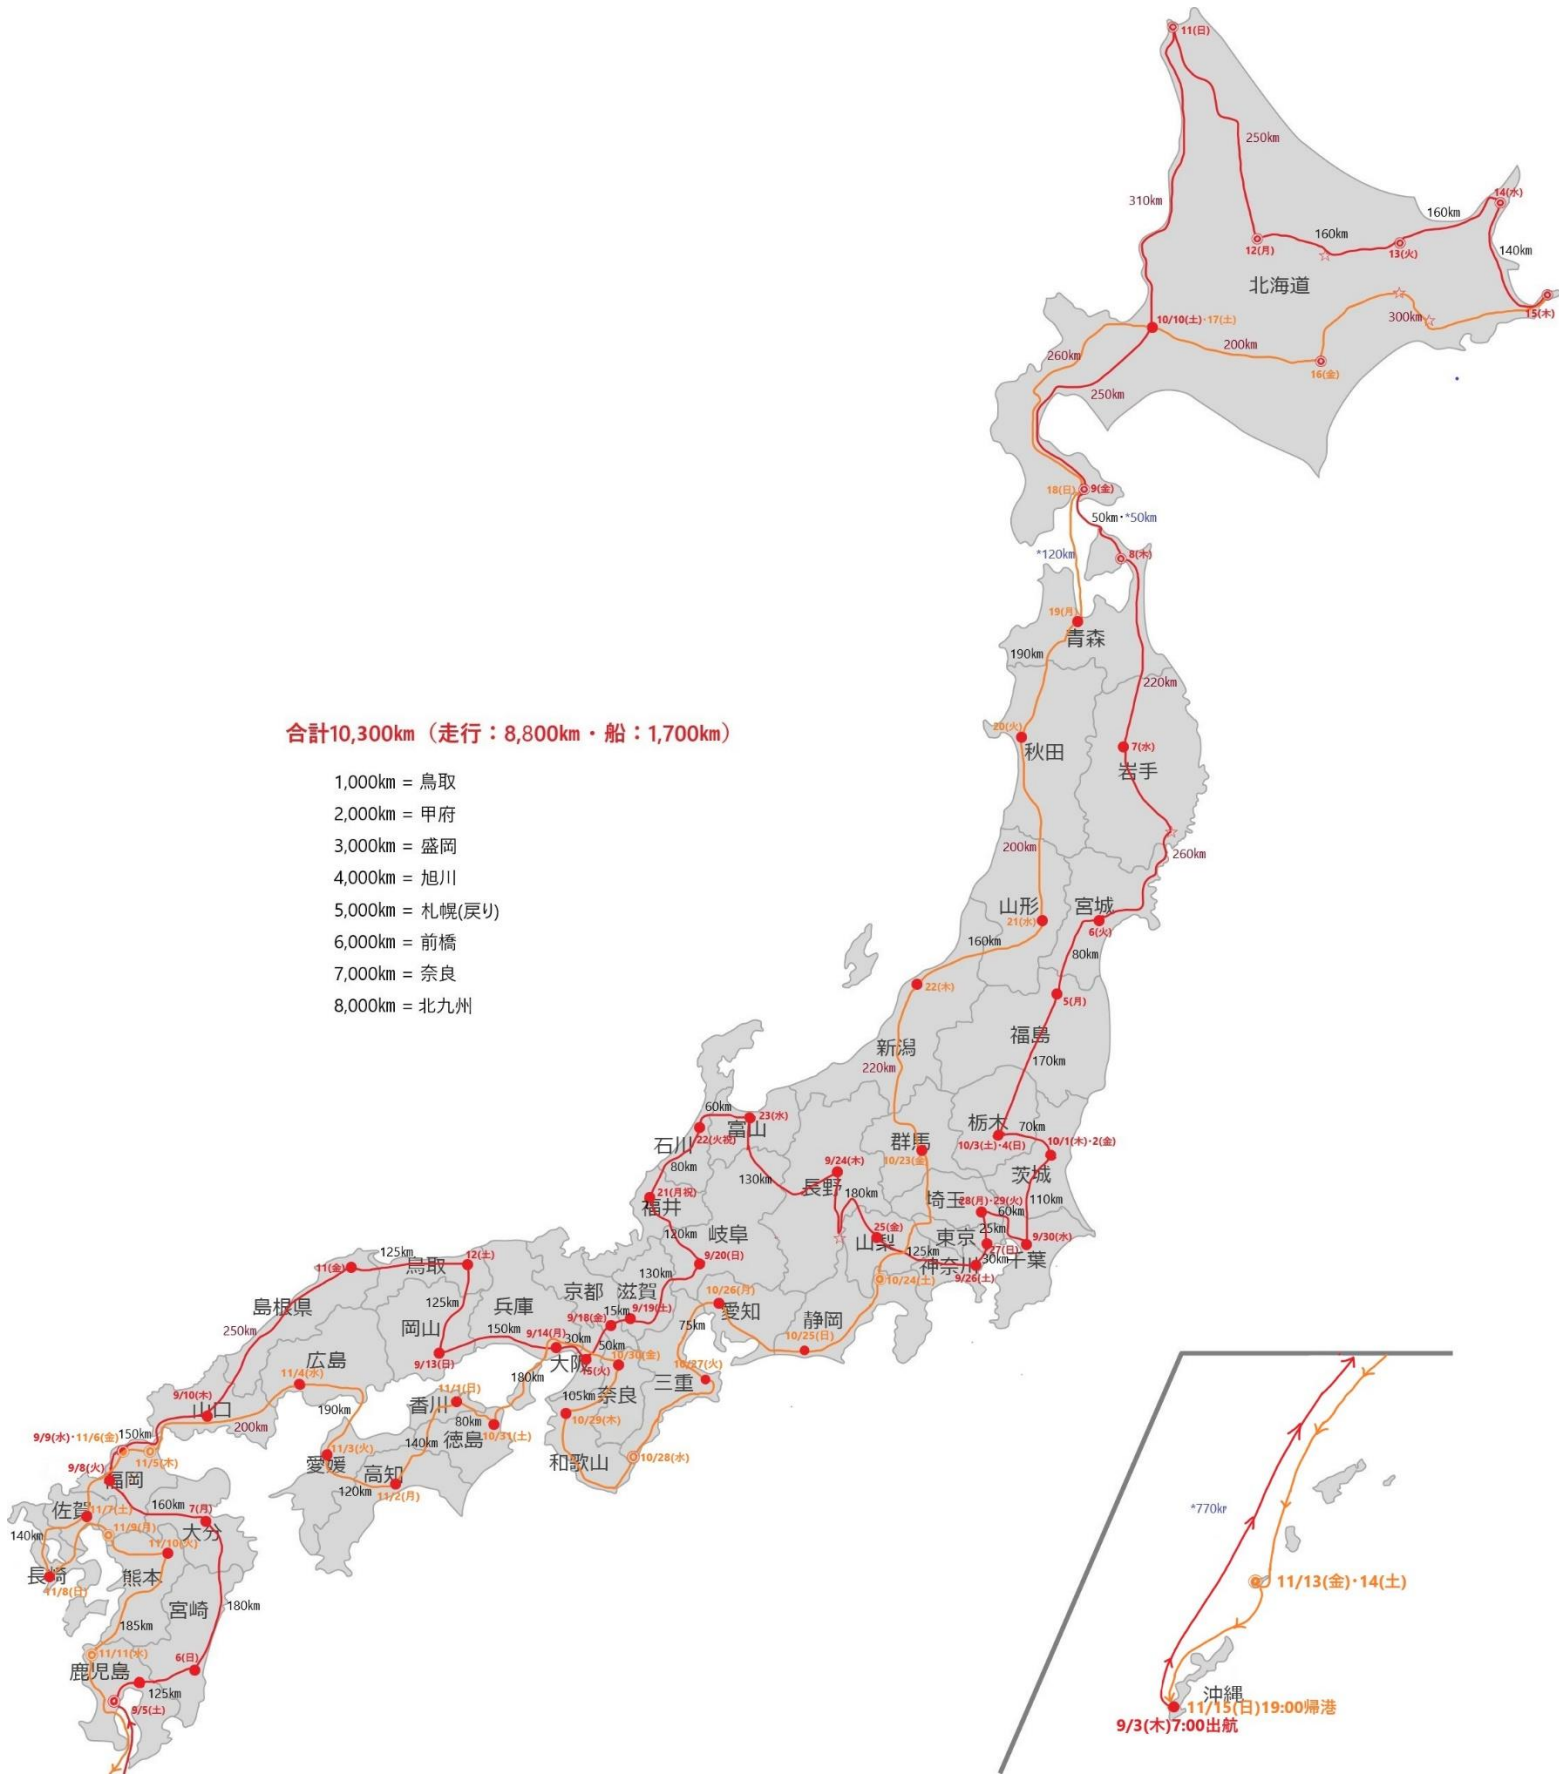 11(日)
250㎞
310㎞
14(水)
160㎞
160㎞
12(月)
13(火)
140㎞
北海道
15(木)
300㎞
10/10(土)・17(土)
200㎞
260㎞
16(金)
250㎞
18(日)
9(金)
50㎞・*50㎞
*120㎞
8(木)
19(月)
青森
190㎞
220㎞
20(火)
秋田
7(水)
岩手
合計10,300㎞（走行：8,800㎞・船：1,700㎞）
1,000㎞ = 鳥取
2,000㎞ = 甲府
3,000㎞ = 盛岡
4,000㎞ = 旭川
5,000㎞ = 札幌(戻り)
6,000㎞ = 前橋
7,000㎞ = 奈良
8,000㎞ = 北九州
200㎞
260㎞
山形
宮城
21(水)
6(火)
160㎞
80㎞
22(木)
5(月)
福島
新潟
170㎞
220㎞
60㎞
23(水)
富山
石川
22(火祝)
栃木
70㎞
10/1(木)・2(金)
10/3(土)・4(日)
群馬
10/23(金)
80㎞
130㎞
9/24(木)
長野
茨城
180㎞
21(月祝)
福井
埼玉
28(月)・29(火)
110㎞
60㎞
120㎞
岐阜
25(金)
山梨
東京
25㎞
27(日)
9/30(水)
千葉
125㎞
神奈川
30㎞
9/26(土)
125㎞
鳥取
12(土)
11(金)
9/20(日)
130㎞
10/24(土)
京都
滋賀
兵庫
125㎞
島根県
250㎞
岡山
9/18(金)
15㎞
9/19(土)
10/26(月)
愛知
静岡
75㎞
150㎞
9/14(月)
30㎞
50㎞
10/25(日)
9/13(日)
大阪
15(火)
10/30(金)
10/27(火)
広島
11/4(水)
180㎞
奈良
三重
9/10(木)
山口
190㎞
香川
11/1(日)
105㎞
10/29(木)
200㎞
80㎞
徳島
10/31(土)
9/9(水)・11/6(金)
150㎞
11/5(木)
140㎞
和歌山
10/28(水)
11/3(火)
愛媛
高知
120㎞
11/2(月)
9/8(火)
福岡
佐賀
11/7(土)
160㎞
7(月)
大分
140㎞
11/9(月)
11/10(火)
長崎
11/8(日)
熊本
宮崎
180㎞
185㎞
11/11(水)
鹿児島
6(日)
125㎞
9/5(土)
*770㎞
11/13(金)・14(土)
沖縄
11/15(日)19:00帰港
9/3(木)7:00出航